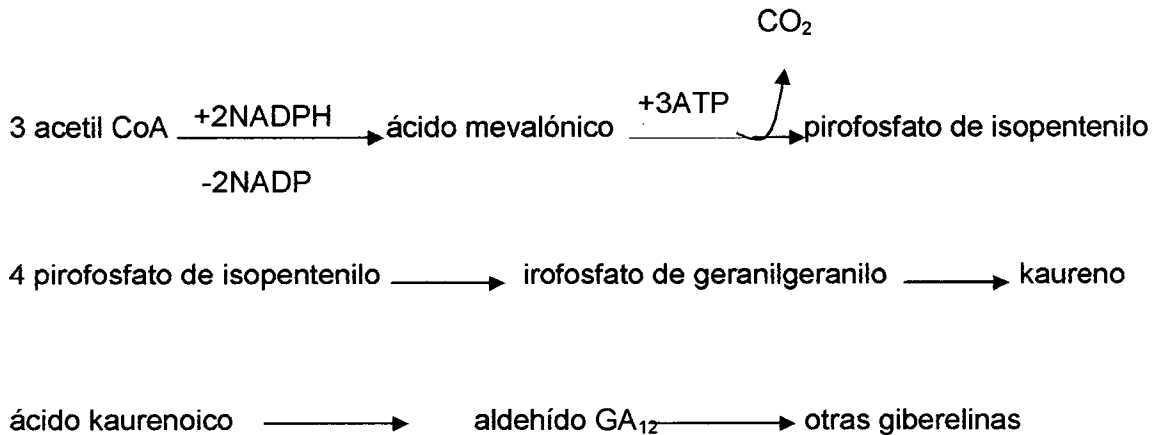 CO₂
3 acetil CoA +2NADPH ácido mevalónico +3ATP pirofosfato de isopentenilo
-2NADP
4 pirofosfato de isopentenilo irofosfato de geranilgeranilo kaureno
ácido kaurenoico aldehído GA₁₂ otras giberelinas